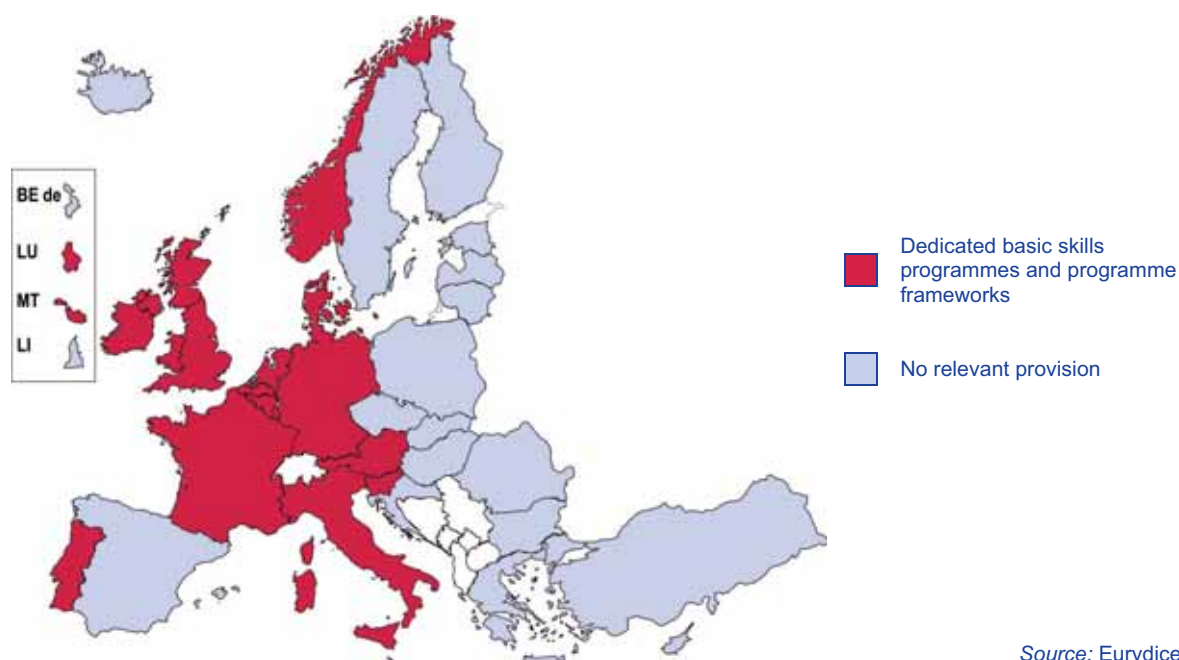 BE de
LU
MT
LI
Dedicated basic skills
programmes and programme
frameworks
No relevant provision
Source: Eurydice